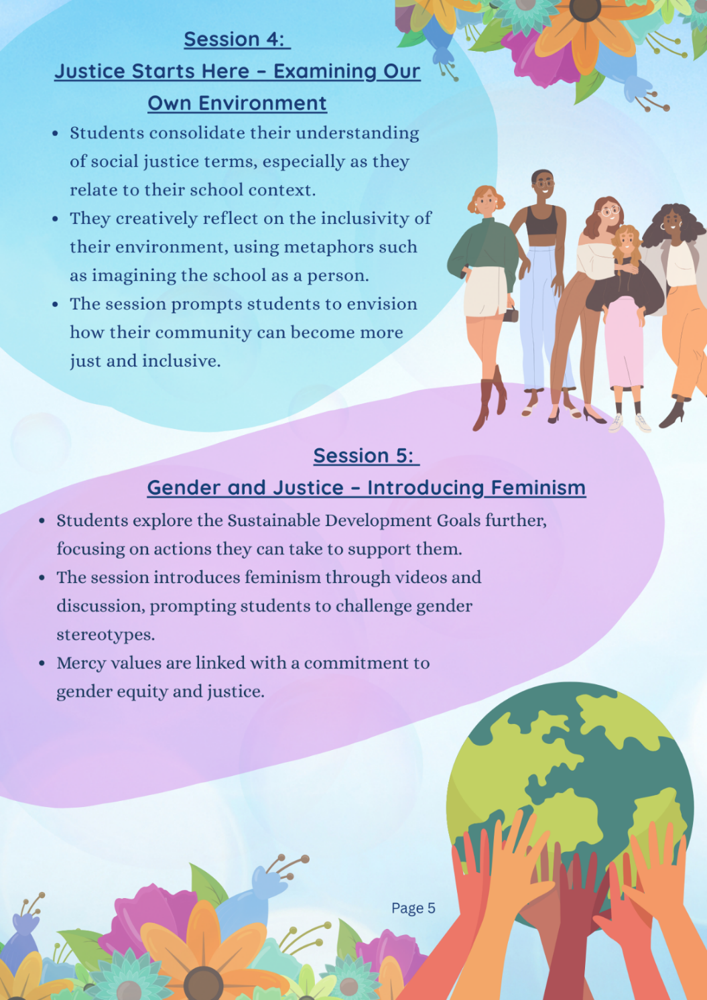 Session 4:
Justice Starts Here – Examining Our
Own Environment
• Students consolidate their understanding
of social justice terms, especially as they
relate to their school context.
• They creatively reflect on the inclusivity of
their environment, using metaphors such
as imagining the school as a person.
• The session prompts students to envision
how their community can become more
just and inclusive.
Session 5:
Gender and Justice – Introducing Feminism
• Students explore the Sustainable Development Goals further,
focusing on actions they can take to support them.
• The session introduces feminism through videos and
discussion, prompting students to challenge gender
stereotypes.
• Mercy values are linked with a commitment to
gender equity and justice.
Page 5